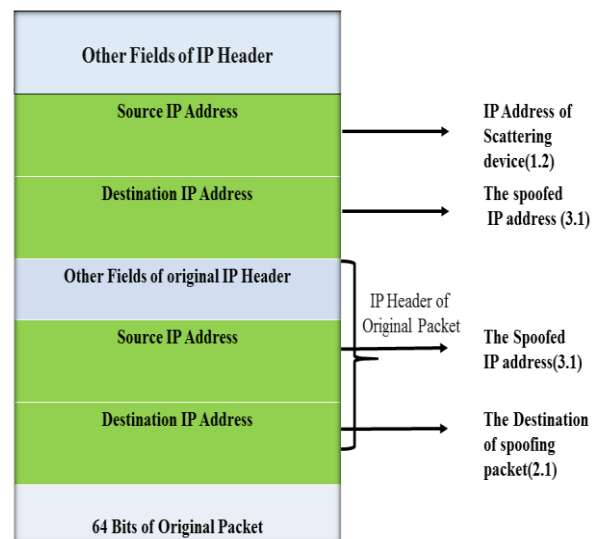 Other Fields of IP Header
Source IP Address
IP Address of
Scattering
device(1.2)
Destination IP Address
The spoofed
IP address (3.1)
Other Fields of original IP Header
IP Header of
Original Packet
Source IP Address
The Spoofed
IP address(3.1)
Destination IP Address
The Destination
of spoofing
packet(2.1)
64 Bits of Original Packet